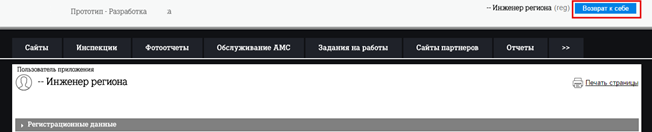 -- Инженер региона (reg) Возврат к себе
Прототип - Разработка а
Сайты Инспекции Фотоотчеты Обслуживание АМС Задания на работы Сайты партнеров Отчеты >>
Пользователь приложения
-- Инженер региона Печать страницы
Регистрационные данные